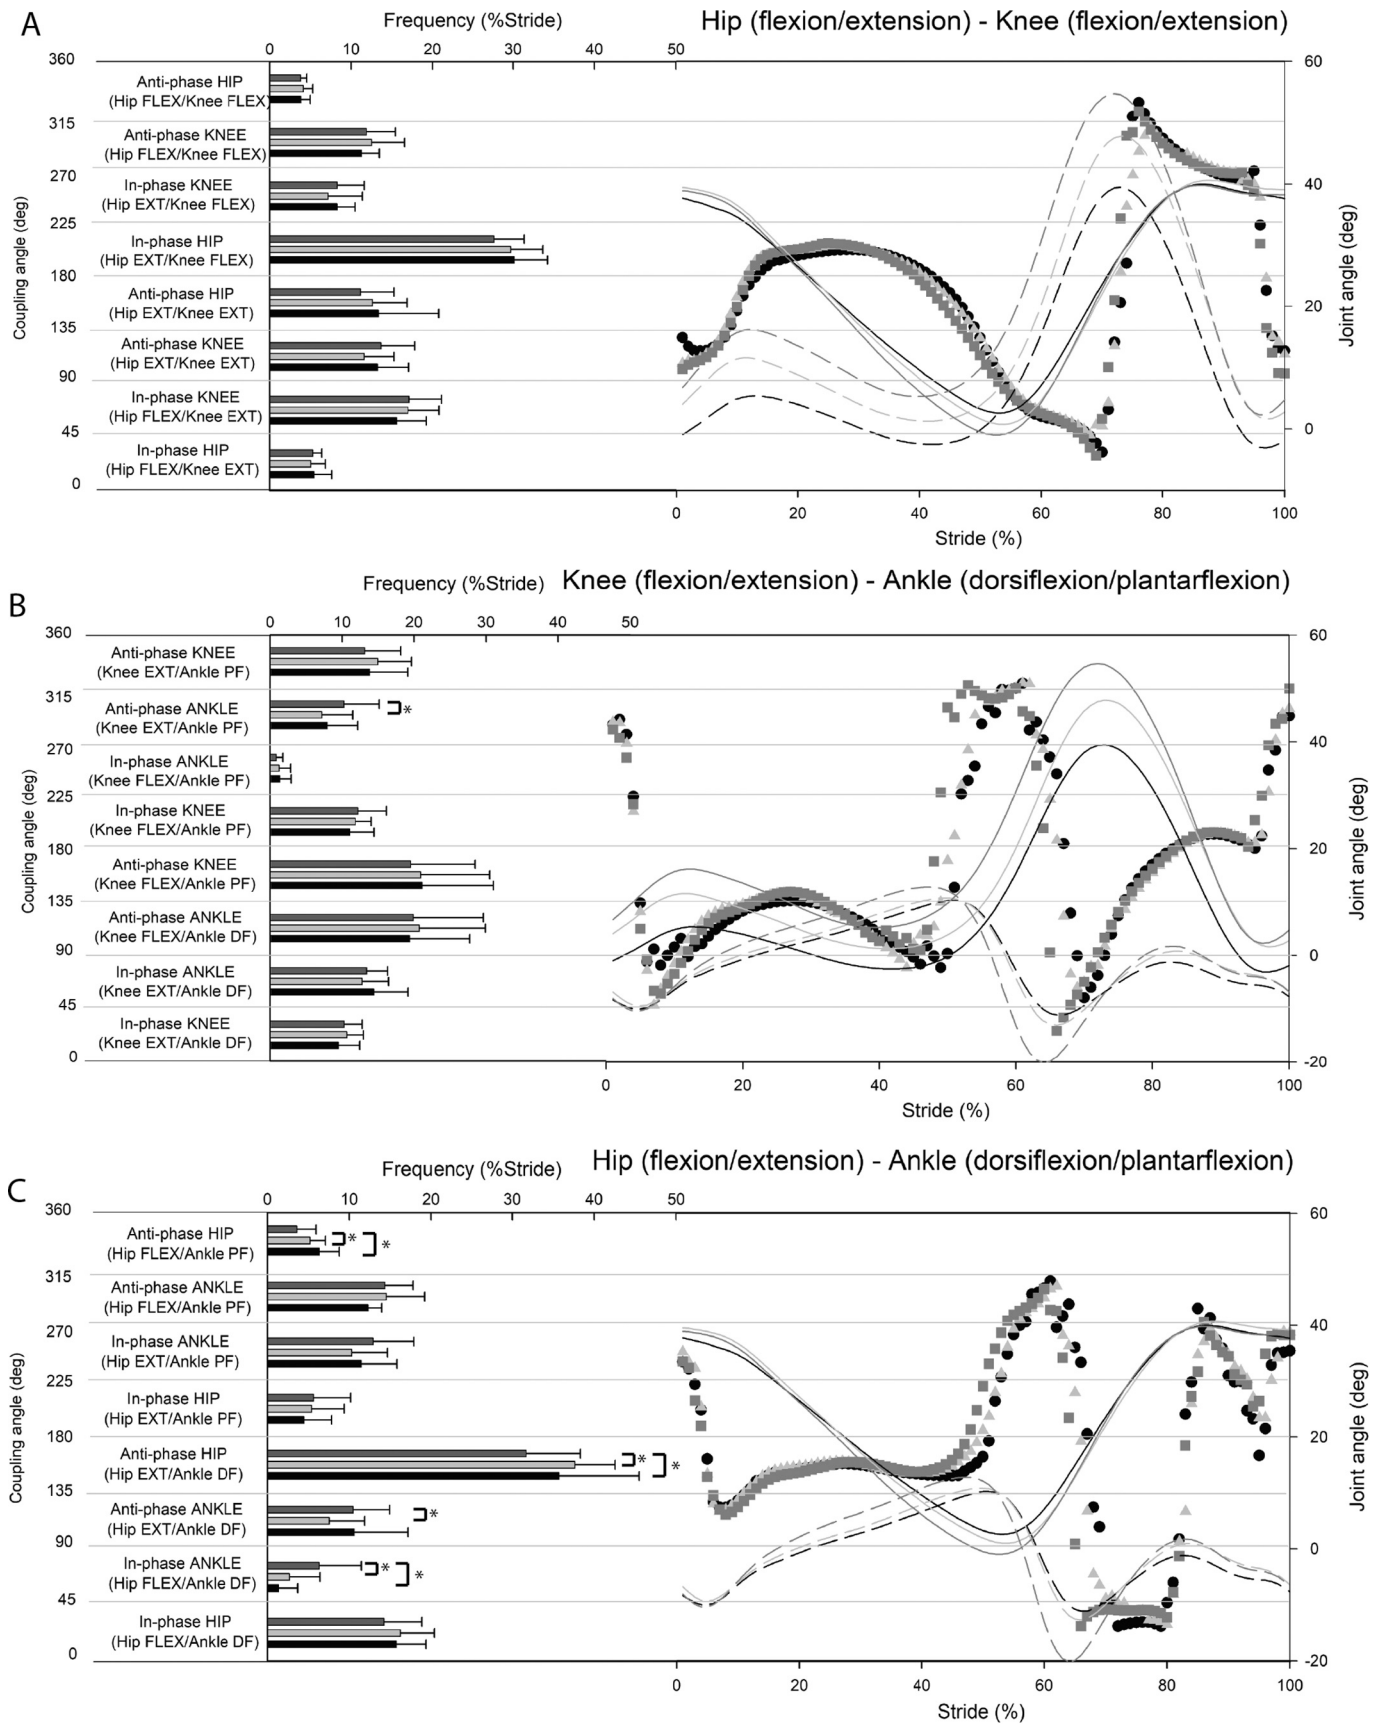 A
Frequency (%Stride)
Hip (flexion/extension) - Knee (flexion/extension)
0 10 20 30 40 50
Coupling angle (deg)
360
315
270
225
180
135
90
45
0
Anti-phase HIP
(Hip FLEX/Knee FLEX)
Anti-phase KNEE
(Hip FLEX/Knee FLEX)
In-phase KNEE
(Hip EXT/Knee FLEX)
In-phase HIP
(Hip EXT/Knee FLEX)
Anti-phase HIP
(Hip EXT/Knee EXT)
Anti-phase KNEE
(Hip EXT/Knee EXT)
In-phase KNEE
(Hip FLEX/Knee EXT)
In-phase HIP
(Hip FLEX/Knee EXT)
60
40
20
0
Joint angle (deg)
0 20 40 60 80 100
Stride (%)
B
Frequency (%Stride)
Knee (flexion/extension) - Ankle (dorsiflexion/plantarflexion)
0 10 20 30 40 50
Coupling angle (deg)
360
315
270
225
180
135
90
45
0
Anti-phase KNEE
(Knee EXT/Ankle PF)
Anti-phase ANKLE
(Knee EXT/Ankle PF)
*
In-phase ANKLE
(Knee FLEX/Ankle PF)
In-phase KNEE
(Knee FLEX/Ankle PF)
Anti-phase KNEE
(Knee FLEX/Ankle PF)
Anti-phase ANKLE
(Knee FLEX/Ankle DF)
In-phase ANKLE
(Knee EXT/Ankle DF)
In-phase KNEE
(Knee EXT/Ankle DF)
60
40
20
0
-20
Joint angle (deg)
0 20 40 60 80 100
Stride (%)
C
Frequency (%Stride)
Hip (flexion/extension) - Ankle (dorsiflexion/plantarflexion)
0 10 20 30 40 50
Coupling angle (deg)
360
315
270
225
180
135
90
45
0
Anti-phase HIP
(Hip FLEX/Ankle PF)
* *
Anti-phase ANKLE
(Hip FLEX/Ankle PF)
In-phase ANKLE
(Hip EXT/Ankle PF)
In-phase HIP
(Hip EXT/Ankle PF)
Anti-phase HIP
(Hip EXT/Ankle DF)
* *
Anti-phase ANKLE
(Hip EXT/Ankle DF)
*
In-phase ANKLE
(Hip FLEX/Ankle DF)
* *
In-phase HIP
(Hip FLEX/Ankle DF)
60
40
20
0
-20
Joint angle (deg)
0 20 40 60 80 100
Stride (%)